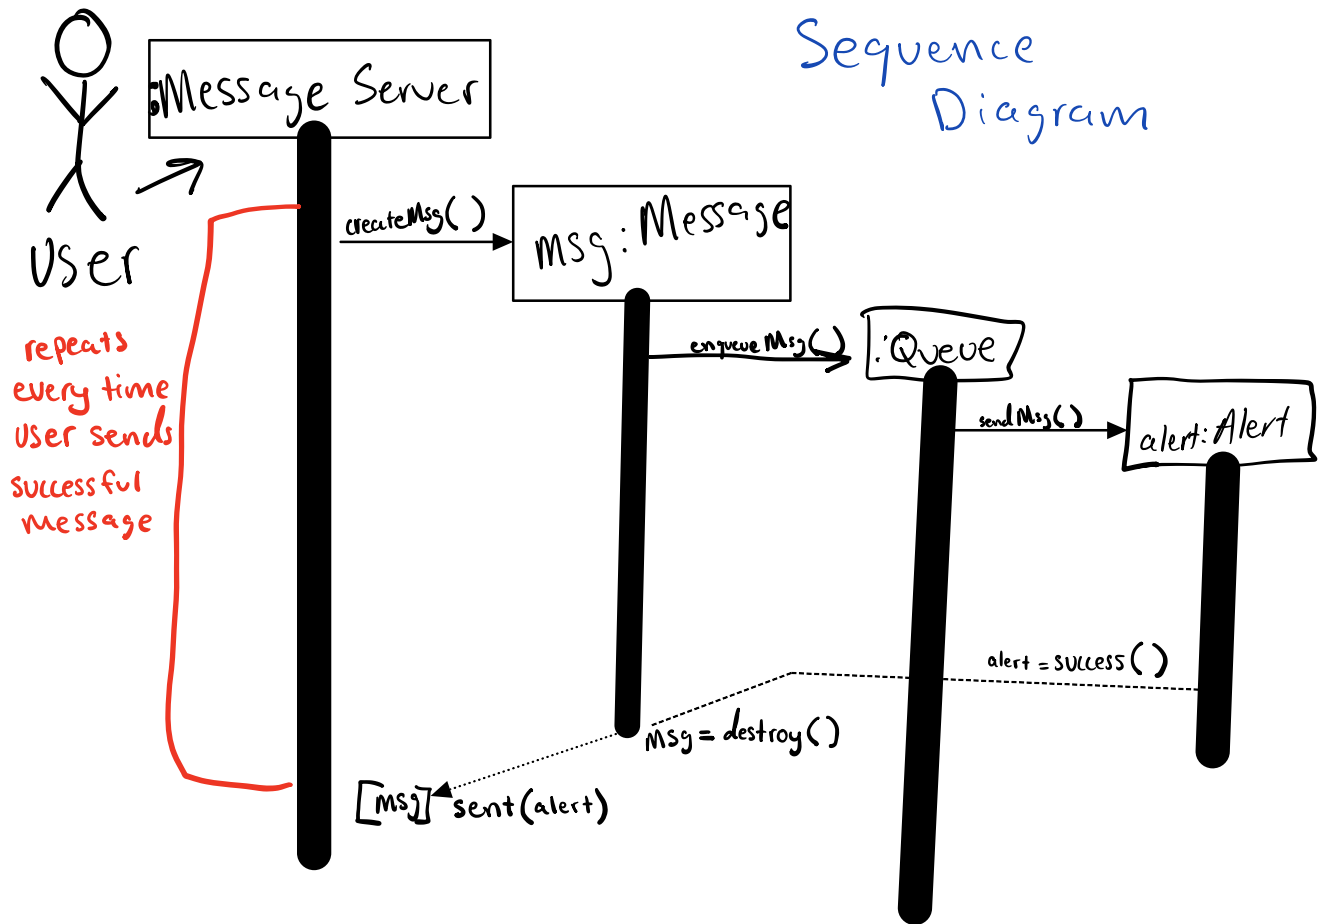 Sequence
Diagram
:Message Server
User
createMsg()
msg:Message
enqueueMsg()
:Queue
sendMsg()
alert:Alert
repeats
every time
user sends
successful
message
alert = success()
msg = destroy()
[msg] sent(alert)